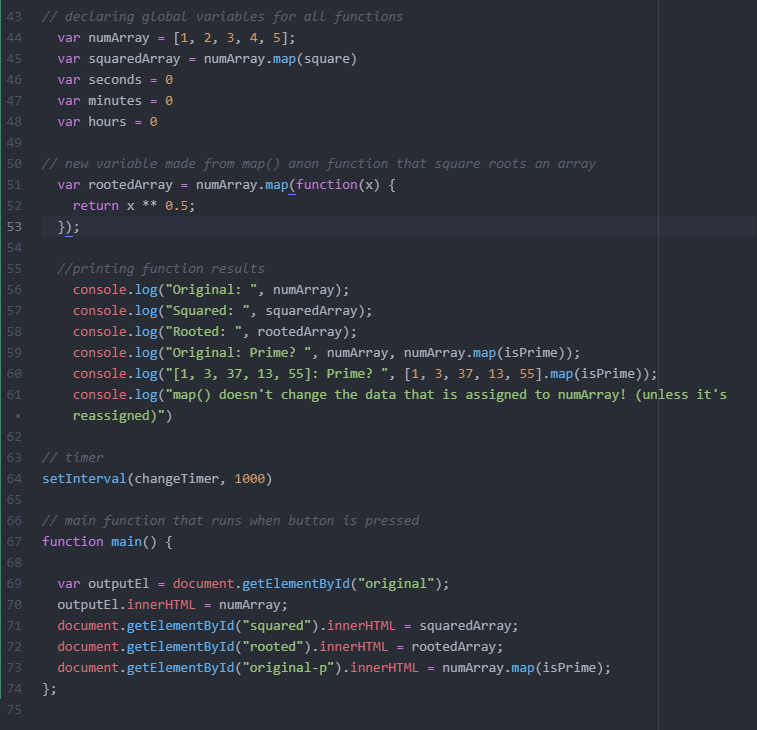 43 // declaring global variables for all functions
44   var numArray = [1, 2, 3, 4, 5];
45   var squaredArray = numArray.map(square)
46   var seconds = 0
47   var minutes = 0
48   var hours = 0
49
50 // new variable made from map() anon function that square roots an array
51   var rootedArray = numArray.map(function(x) {
52     return x ** 0.5;
53   });
54
55   //printing function results
56     console.log("Original: ", numArray);
57     console.log("Squared: ", squaredArray);
58     console.log("Rooted: ", rootedArray);
59     console.log("Original: Prime? ", numArray, numArray.map(isPrime));
60     console.log("[1, 3, 37, 13, 55]: Prime? ", [1, 3, 37, 13, 55].map(isPrime));
61     console.log("map() doesn't change the data that is assigned to numArray! (unless it's
•     reassigned)")
62
63 // timer
64 setInterval(changeTimer, 1000)
65
66 // main function that runs when button is pressed
67 function main() {
68
69   var outputEl = document.getElementById("original");
70   outputEl.innerHTML = numArray;
71   document.getElementById("squared").innerHTML = squaredArray;
72   document.getElementById("rooted").innerHTML = rootedArray;
73   document.getElementById("original-p").innerHTML = numArray.map(isPrime);
74 };
75